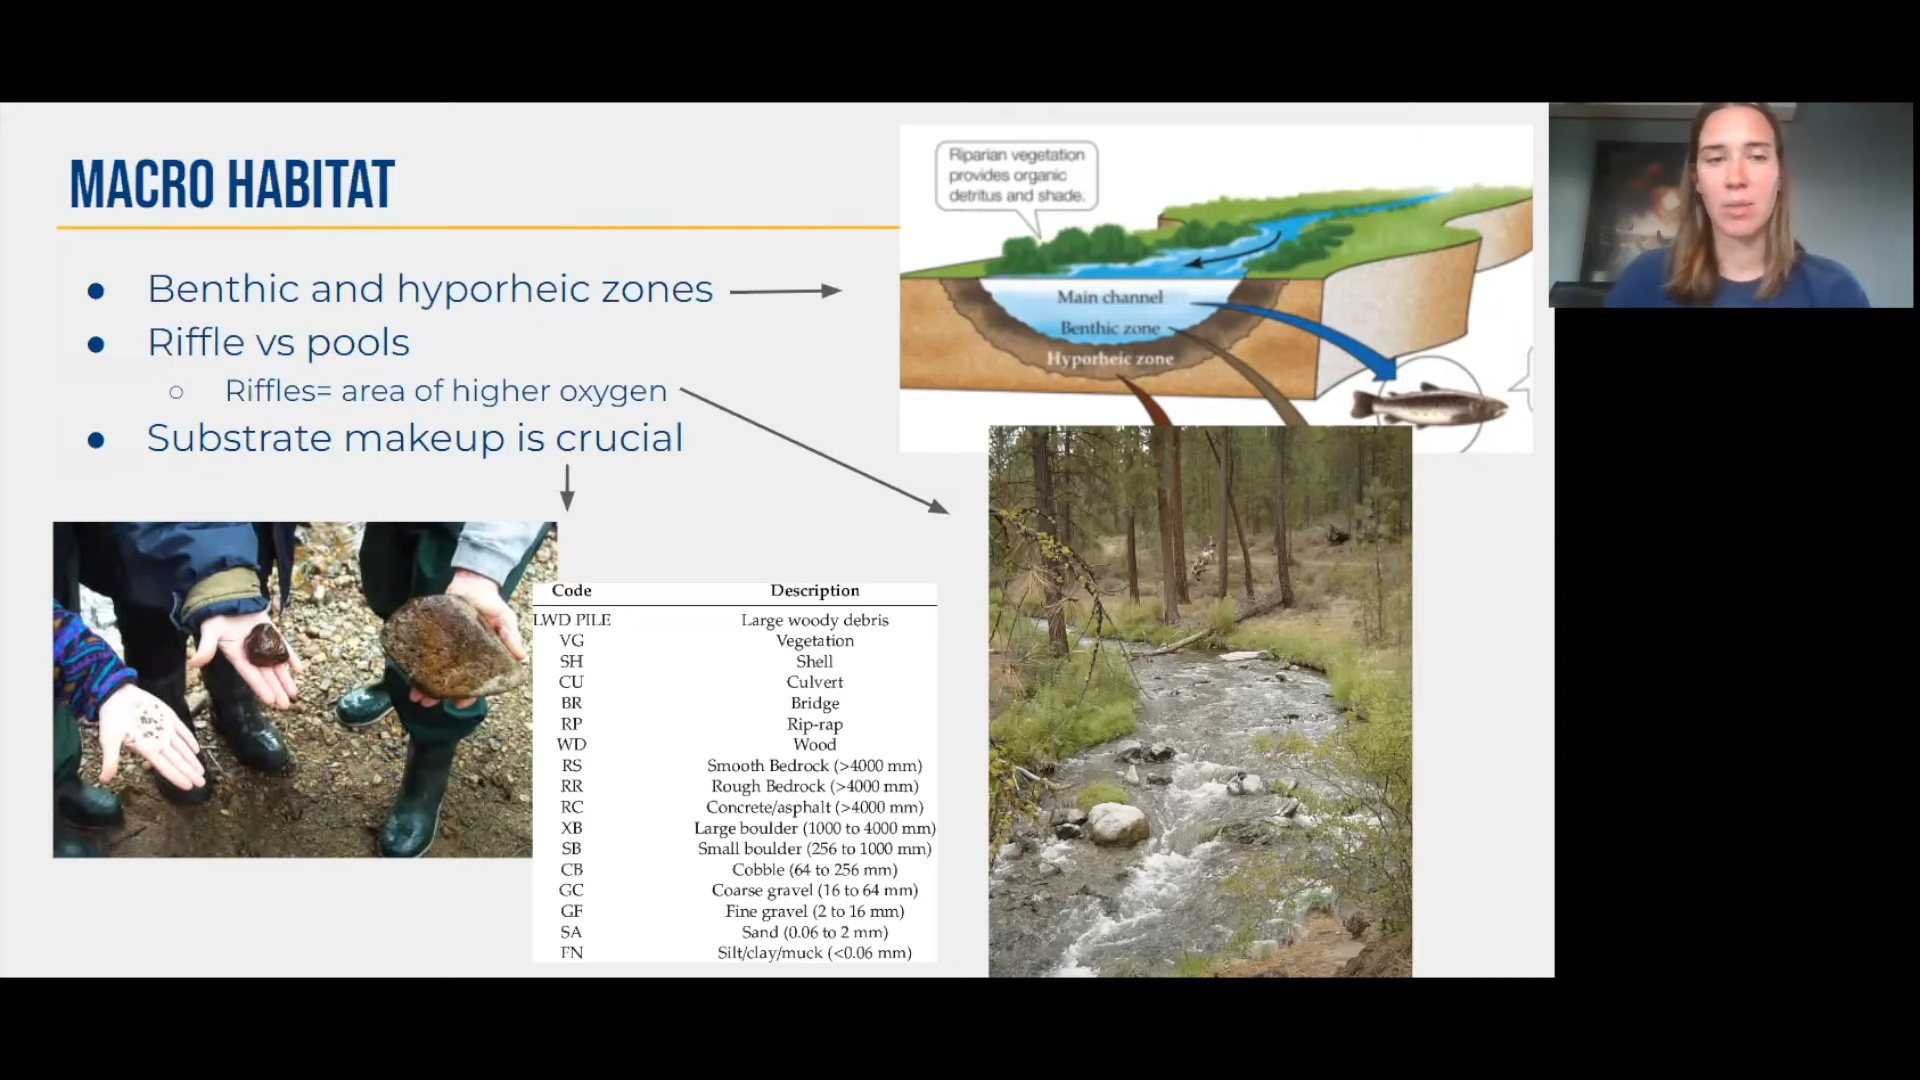 MACRO HABITAT
● Benthic and hyporheic zones
● Riffle vs pools
○ Riffles= area of higher oxygen
● Substrate makeup is crucial
Riparian vegetation
provides organic
detritus and shade.
Main channel
Benthic zone
Hyporheic zone
Code Description
LWD PILE Large woody debris
VG Vegetation
SH Shell
CU Culvert
BR Bridge
RP Rip-rap
WD Wood
RS Smooth Bedrock (>4000 mm)
RR Rough Bedrock (>4000 mm)
RC Concrete/asphalt (>4000 mm)
XB Large boulder (1000 to 4000 mm)
SB Small boulder (256 to 1000 mm)
CB Cobble (64 to 256 mm)
GC Coarse gravel (16 to 64 mm)
GF Fine gravel (2 to 16 mm)
SA Sand (0.06 to 2 mm)
FN Silt/clay/muck (<0.06 mm)